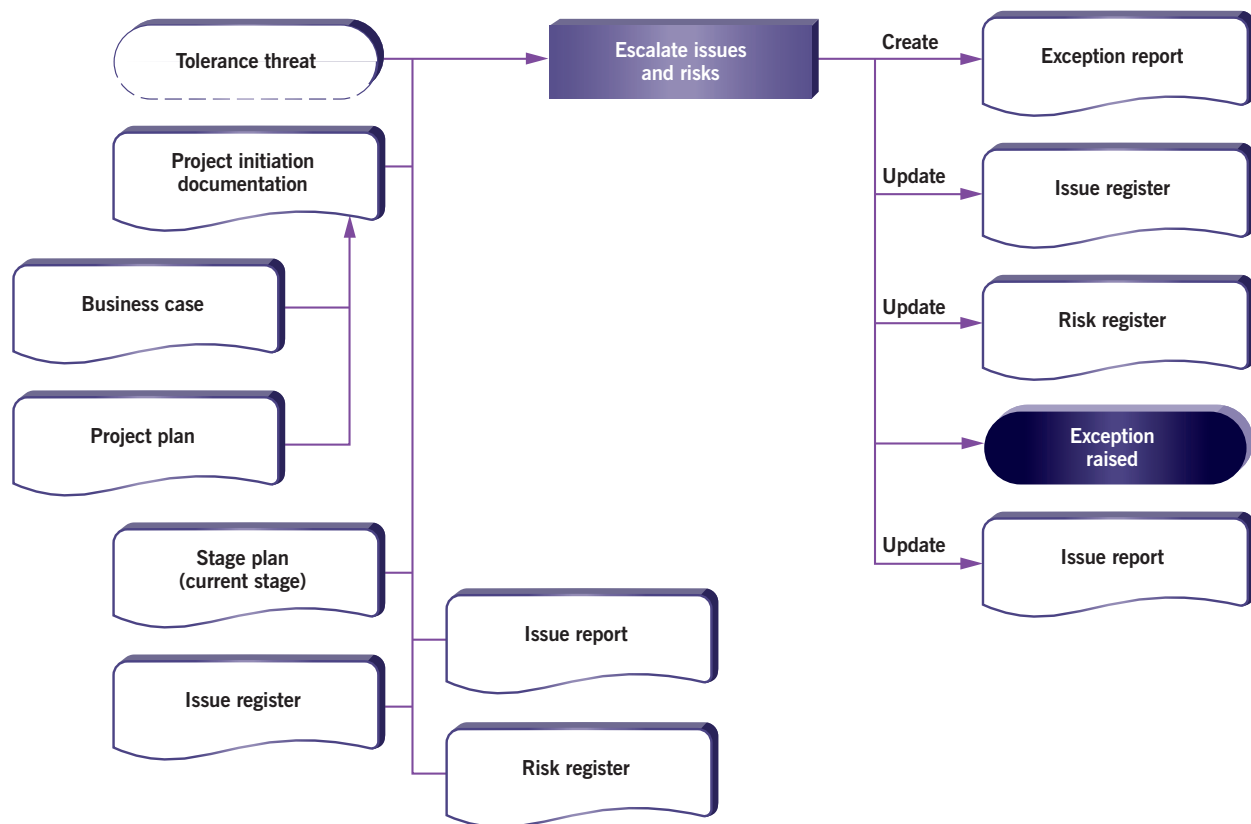 Tolerance threat
Escalate issues
and risks
Create
Exception report
Project initiation
documentation
Update
Issue register
Business case
Update
Risk register
Project plan
Exception
raised
Stage plan
(current stage)
Update
Issue report
Issue report
Issue register
Risk register